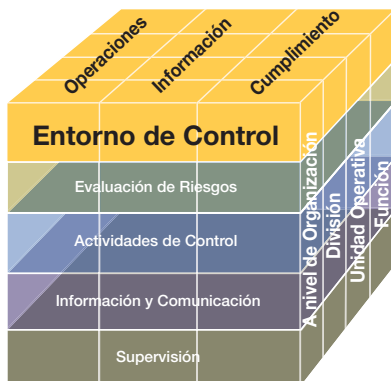 Operaciones
Información
Cumplimiento
Entorno de Control
Evaluación de Riesgos
Actividades de Control
Información y Comunicación
Supervisión
A nivel de Organización
División
Unidad Operativa
Función